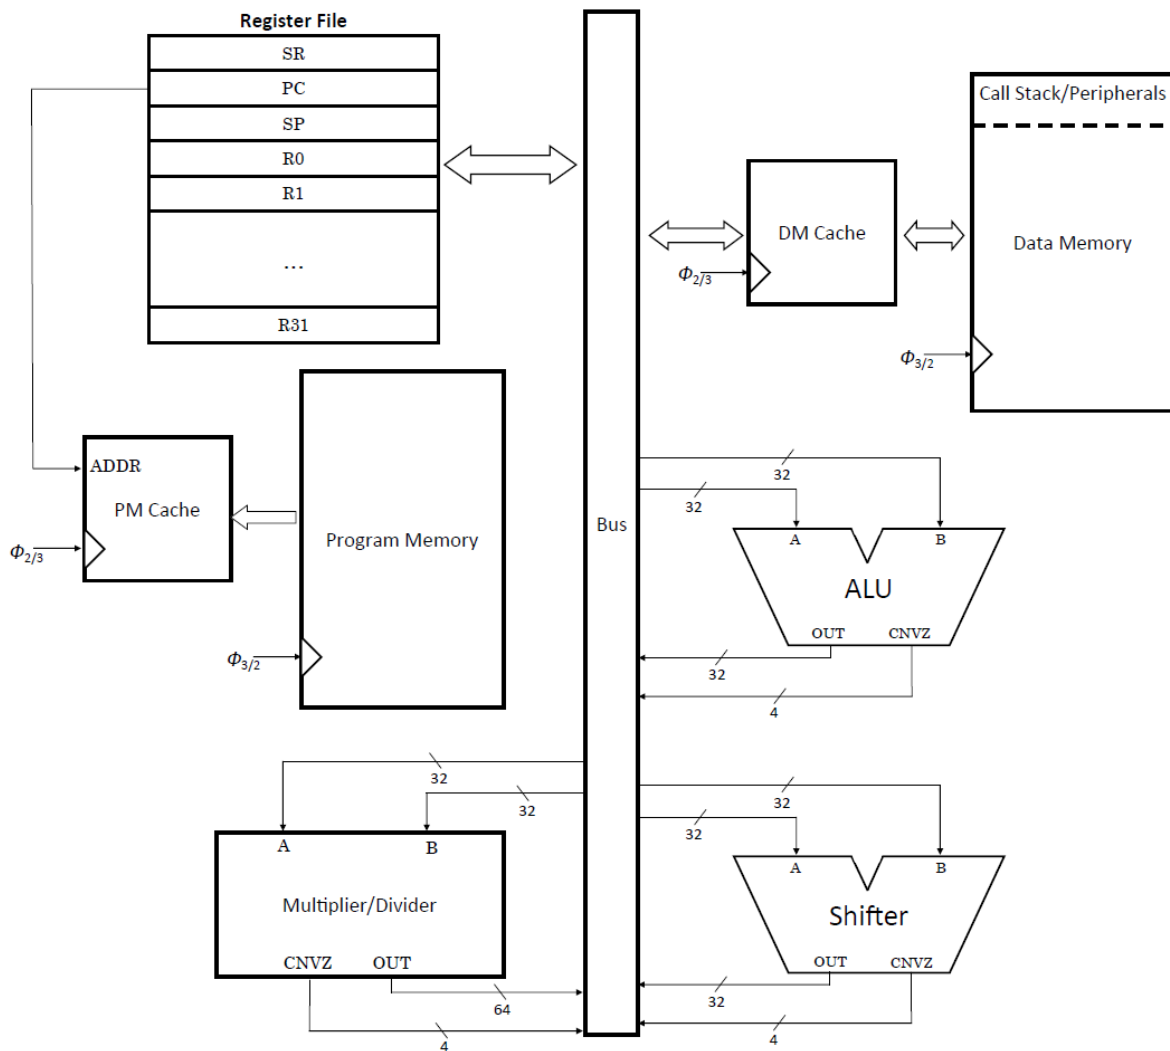 Register File
SR
PC
SP
R0
R1
...
R31
Call Stack/Peripherals
DM Cache
Data Memory
Φ2/3
Φ3/2
ADDR
PM Cache
Φ2/3
Program Memory
Φ3/2
Bus
32
32
A
B
ALU
OUT
CNVZ
32
4
32
32
A
B
Multiplier/Divider
CNVZ
OUT
64
4
32
32
A
B
Shifter
OUT
CNVZ
32
4